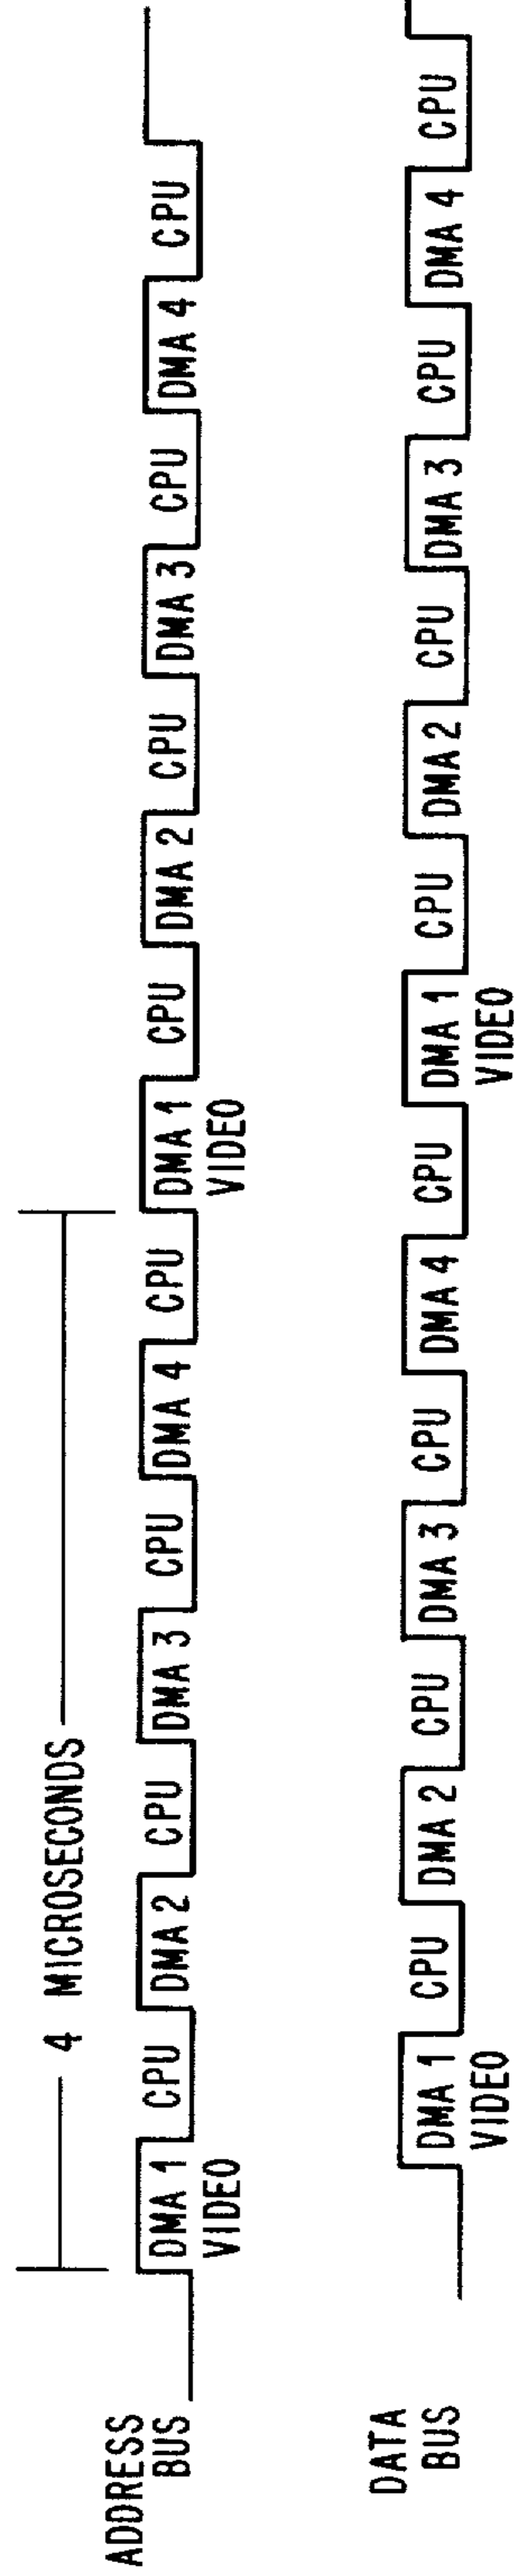 4 MICROSECONDS
ADDRESS
BUS
DMA 1 CPU DMA 2 CPU DMA 3 CPU DMA 4 CPU DMA 1 CPU DMA 2 CPU DMA 3 CPU DMA 4 CPU
VIDEO VIDEO
DATA
BUS
DMA 1 CPU DMA 2 CPU DMA 3 CPU DMA 4 CPU DMA 1 CPU DMA 2 CPU DMA 3 CPU DMA 4 CPU
VIDEO VIDEO